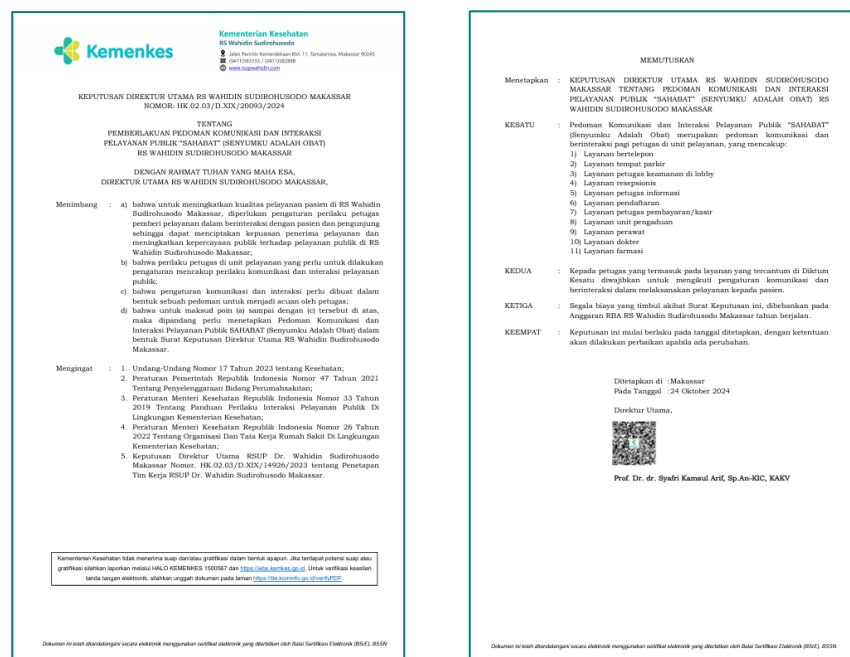 Kemenkes
Kementerian Kesehatan
RS Wahidin Sudirohusodo
Jalan Perintis Kemerdekaan KM. 11, Tamalanrea, Makassar 90245
(0411)583333 / (0411)582888
www.rsupwahidin.com
KEPUTUSAN DIREKTUR UTAMA RS WAHIDIN SUDIROHUSODO MAKASSAR
NOMOR: HK.02.03/D.XIX/20093/2024
TENTANG
PEMBERLAKUAN PEDOMAN KOMUNIKASI DAN INTERAKSI
PELAYANAN PUBLIK "SAHABAT" (SENYUMKU ADALAH OBAT)
RS WAHIDIN SUDIROHUSODO MAKASSAR
DENGAN RAHMAT TUHAN YANG MAHA ESA,
DIREKTUR UTAMA RS WAHIDIN SUDIROHUSODO MAKASSAR,
Menimbang : a) bahwa untuk meningkatkan kualitas pelayanan pasien di RS Wahidin
Sudirohusodo Makassar, diperlukan pengaturan perilaku petugas
pemberi pelayanan dalam berinteraksi dengan pasien dan pengunjung
sehingga dapat menciptakan kepuasan penerima pelayanan dan
meningkatkan kepercayaan publik terhadap pelayanan publik di RS
Wahidin Sudirohusodo Makassar;
b) bahwa perilaku petugas di unit pelayanan yang perlu untuk dilakukan
pengaturan mencakup perilaku komunikasi dan interaksi pelayanan
publik;
c) bahwa pengaturan komunikasi dan interaksi perlu dibuat dalam
bentuk sebuah pedoman untuk menjadi acuan oleh petugas;
d) bahwa untuk maksud poin (a) sampai dengan (c) tersebut di atas,
maka dipandang perlu menetapkan Pedoman Komunikasi dan
Interaksi Pelayanan Publik SAHABAT (Senyumku Adalah Obat) dalam
bentuk Surat Keputusan Direktur Utama RS Wahidin Sudirohusodo
Makassar.
Mengingat : 1. Undang-Undang Nomor 17 Tahun 2023 tentang Kesehatan;
2. Peraturan Pemerintah Republik Indonesia Nomor 47 Tahun 2021
Tentang Penyelenggaraan Bidang Perumahsakitan;
3. Peraturan Menteri Kesehatan Republik Indonesia Nomor 33 Tahun
2019 Tentang Panduan Perilaku Interaksi Pelayanan Publik Di
Lingkungan Kementerian Kesehatan;
4. Peraturan Menteri Kesehatan Republik Indonesia Nomor 26 Tahun
2022 Tentang Organisasi Dan Tata Kerja Rumah Sakit Di Lingkungan
Kementerian Kesehatan;
5. Keputusan Direktur Utama RSUP Dr. Wahidin Sudirohusodo
Makassar Nomor. HK.02.03/D.XIX/14926/2023 tentang Penetapan
Tim Kerja RSUP Dr. Wahidin Sudirohusodo Makassar.
Kementerian Kesehatan tidak menerima suap dan/atau gratifikasi dalam bentuk apapun. Jika terdapat potensi suap atau
gratifikasi silahkan laporkan melalui HALO KEMENKES 1500567 dan https://wbs.kemkes.go.id. Untuk verifikasi keaslian
tanda tangan elektronik, silahkan unggah dokumen pada laman https://tte.kominfo.go.id/verifyPDF.
Dokumen ini telah ditandatangani secara elektronik menggunakan sertifikat elektronik yang diterbitkan oleh Balai Sertifikasi Elektronik (BSrE), BSSN
MEMUTUSKAN
Menetapkan : KEPUTUSAN DIREKTUR UTAMA RS WAHIDIN SUDIROHUSODO
MAKASSAR TENTANG PEDOMAN KOMUNIKASI DAN INTERAKSI
PELAYANAN PUBLIK "SAHABAT" (SENYUMKU ADALAH OBAT) RS
WAHIDIN SUDIROHUSODO MAKASSAR
KESATU : Pedoman Komunikasi dan Interaksi Pelayanan Publik "SAHABAT"
(Senyumku Adalah Obat) merupakan pedoman komunikasi dan
berinteraksi pagi petugas di unit pelayanan, yang mencakup:
1) Layanan bertelepon
2) Layanan tempat parkir
3) Layanan petugas keamanan di lobby
4) Layanan resepsionis
5) Layanan petugas informasi
6) Layanan pendaftaran
7) Layanan petugas pembayaran/kasir
8) Layanan unit pengaduan
9) Layanan perawat
10) Layanan dokter
11) Layanan farmasi
KEDUA : Kepada petugas yang termasuk pada layanan yang tercantum di Diktum
Kesatu diwajibkan untuk mengikuti pengaturan komunikasi dan
berinteraksi dalam melaksanakan pelayanan kepada pasien.
KETIGA : Segala biaya yang timbul akibat Surat Keputusan ini, dibebankan pada
Anggaran RBA RS Wahidin Sudirohusodo Makassar tahun berjalan.
KEEMPAT : Keputusan ini mulai berlaku pada tanggal ditetapkan, dengan ketentuan
akan dilakukan perbaikan apabila ada perubahan.
Ditetapkan di : Makassar
Pada Tanggal : 24 Oktober 2024
Direktur Utama,
Prof. Dr. dr. Syafri Kamsul Arif, Sp.An-KIC, KAKV
Dokumen ini telah ditandatangani secara elektronik menggunakan sertifikat elektronik yang diterbitkan oleh Balai Sertifikasi Elektronik (BSrE), BSSN